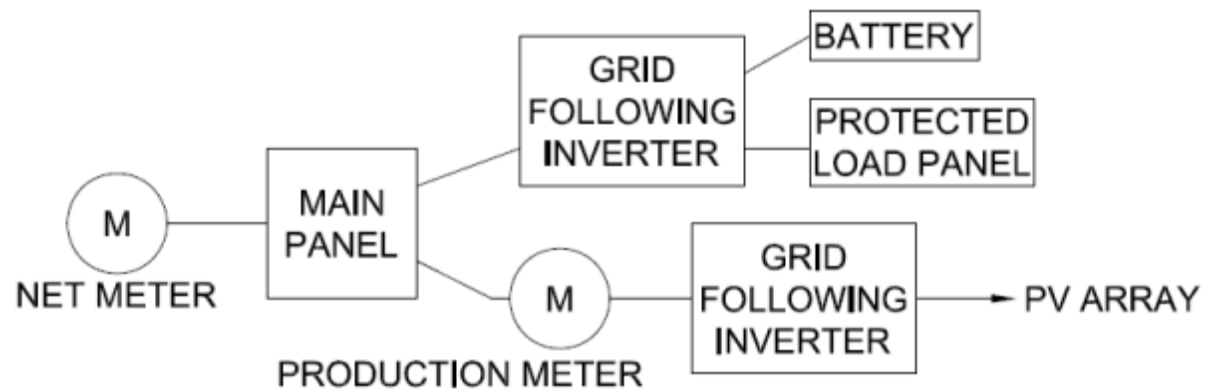 BATTERY
GRID
FOLLOWING
INVERTER
PROTECTED
LOAD PANEL
MAIN
PANEL
M
NET METER
M
PRODUCTION METER
GRID
FOLLOWING
INVERTER
PV ARRAY